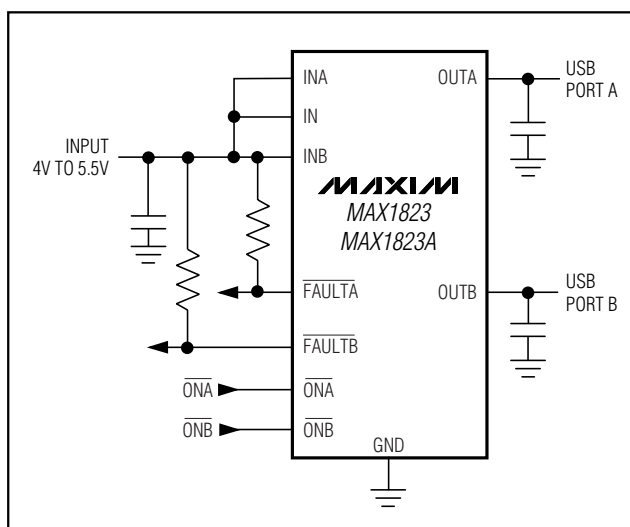 INA
OUTA
USB
PORT A
IN
INPUT
4V TO 5.5V
INB
MAXIM
MAX1823
MAX1823A
FAULTA
OUTB
USB
PORT B
FAULTB
ONA
ONA
ONB
ONB
GND